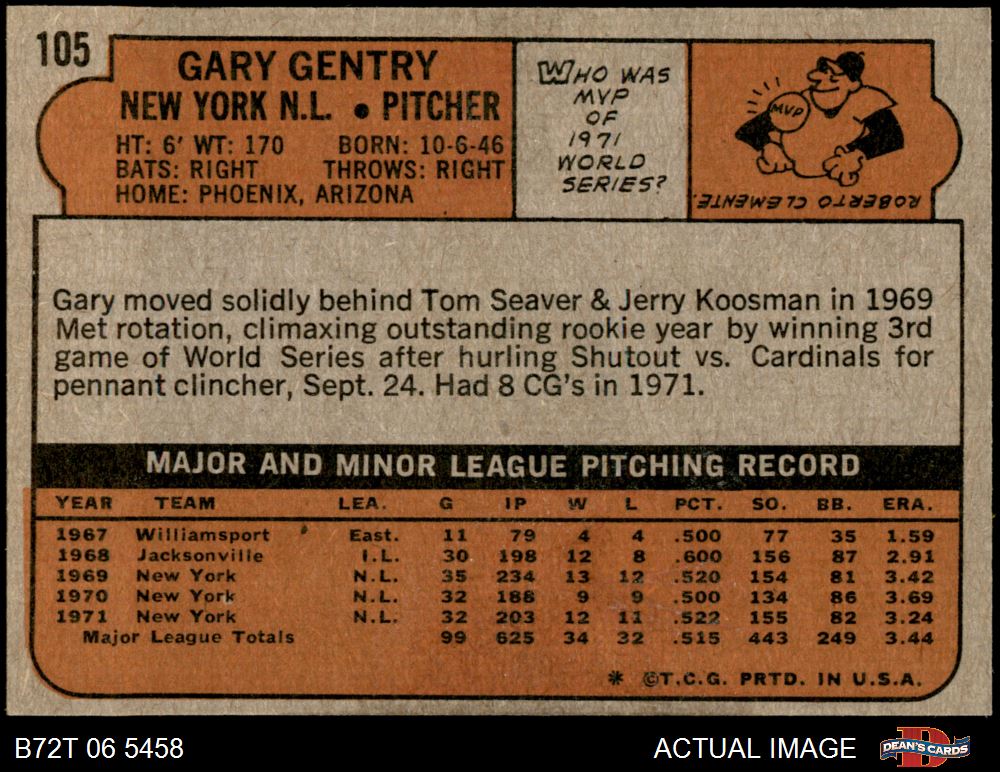 105
GARY GENTRY
NEW YORK N.L. • PITCHER
HT: 6' WT: 170 BORN: 10-6-46
BATS: RIGHT THROWS: RIGHT
HOME: PHOENIX, ARIZONA
WHO WAS
MVP
OF
1971
WORLD
SERIES?
MVP
ROBERTO CLEMENTE.
Gary moved solidly behind Tom Seaver & Jerry Koosman in 1969
Met rotation, climaxing outstanding rookie year by winning 3rd
game of World Series after hurling Shutout vs. Cardinals for
pennant clincher, Sept. 24. Had 8 CG's in 1971.
MAJOR AND MINOR LEAGUE PITCHING RECORD
YEAR TEAM LEA. G IP W L PCT. SO. BB. ERA.
1967 Williamsport East. 11 79 4 4 .500 77 35 1.59
1968 Jacksonville I.L. 30 198 12 8 .600 156 87 2.91
1969 New York N.L. 35 234 13 12 .520 154 81 3.42
1970 New York N.L. 32 188 9 9 .500 134 86 3.69
1971 New York N.L. 32 203 12 11 .522 155 82 3.24
Major League Totals 99 625 34 32 .515 443 249 3.44
* ©T.C.G. PRTD. IN U.S.A.
B72T 06 5458 ACTUAL IMAGE DEAN'S CARDS